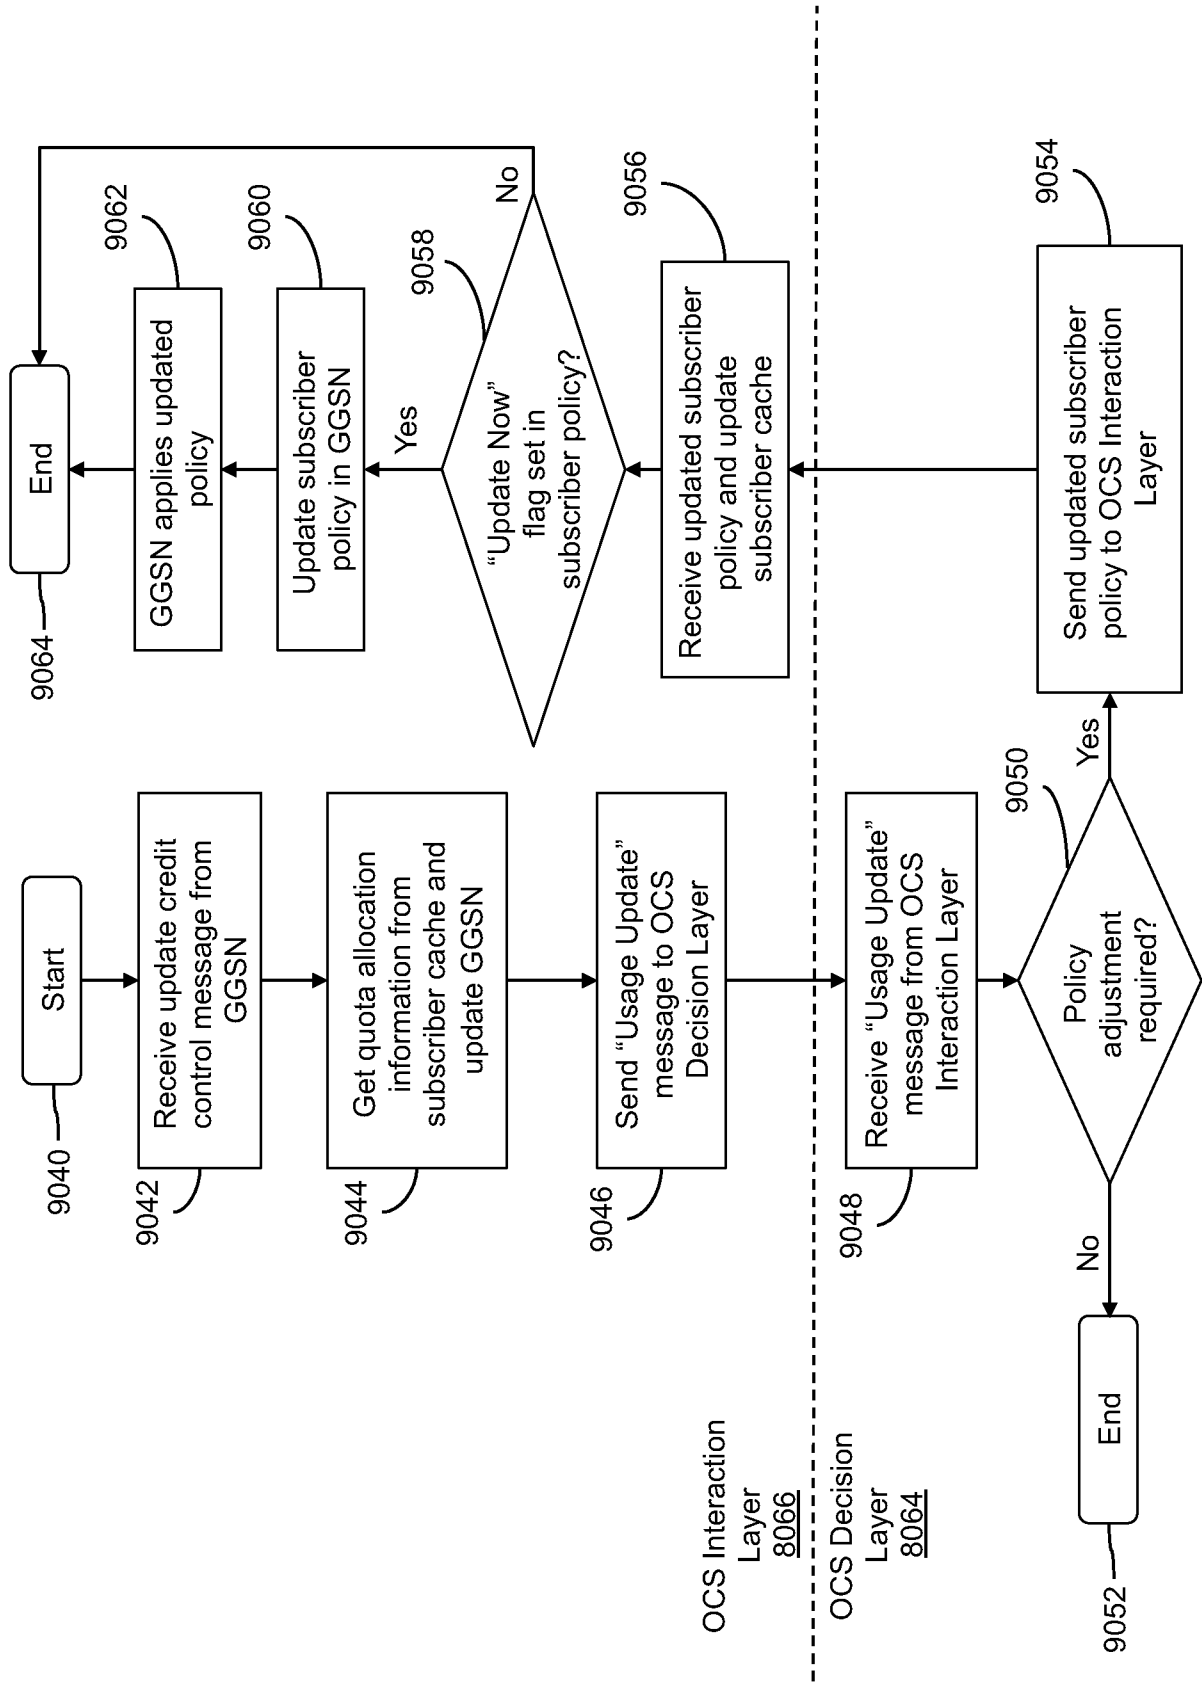 Start
9040
Receive update credit
control message from
GGSN
9042
Get quota allocation
information from
subscriber cache and
update GGSN
9044
Send “Usage Update”
message to OCS
Decision Layer
9046
OCS Interaction
Layer
8066
OCS Decision
Layer
8064
Receive “Usage Update”
message from OCS
Interaction Layer
9048
Policy
adjustment
required?
9050
No
End
9052
Yes
Send updated subscriber
policy to OCS Interaction
Layer
9054
Receive updated subscriber
policy and update
subscriber cache
9056
“Update Now”
flag set in
subscriber policy?
9058
No
Yes
Update subscriber
policy in GGSN
9060
GGSN applies updated
policy
9062
End
9064